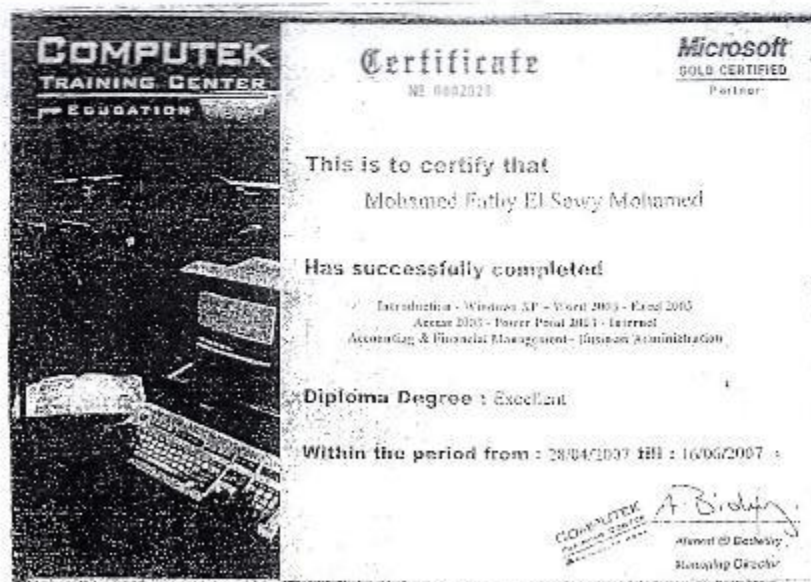 COMPUTEK
TRAINING CENTER
EDUCATION
Certificate
Microsoft
GOLD CERTIFIED
Partner
This is to certify that
Mohamed Fathy El Sawy Mohamed
Has successfully completed
Introduction - Windows XP - Word 2003 - Excel 2003
Access 2003 - Power Point 2003 - Internet
Accounting & Financial Management - Business Administration
Diploma Degree : Excellent
Within the period from : 28/04/2007 till : 16/06/2007
COMPUTEK
Managing Director